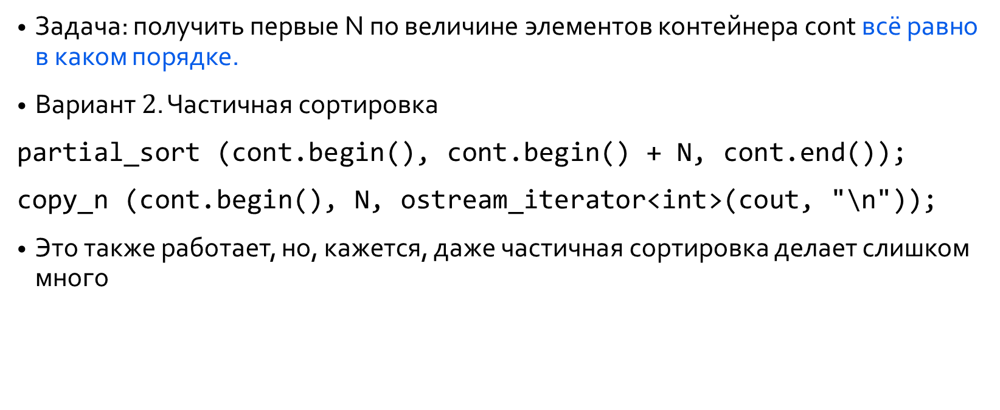 • Задача: получить первые N по величине элементов контейнера cont всё равно
в каком порядке.
• Вариант 2. Частичная сортировка
partial_sort (cont.begin(), cont.begin() + N, cont.end());
copy_n (cont.begin(), N, ostream_iterator<int>(cout, "\n"));
• Это также работает, но, кажется, даже частичная сортировка делает слишком
много